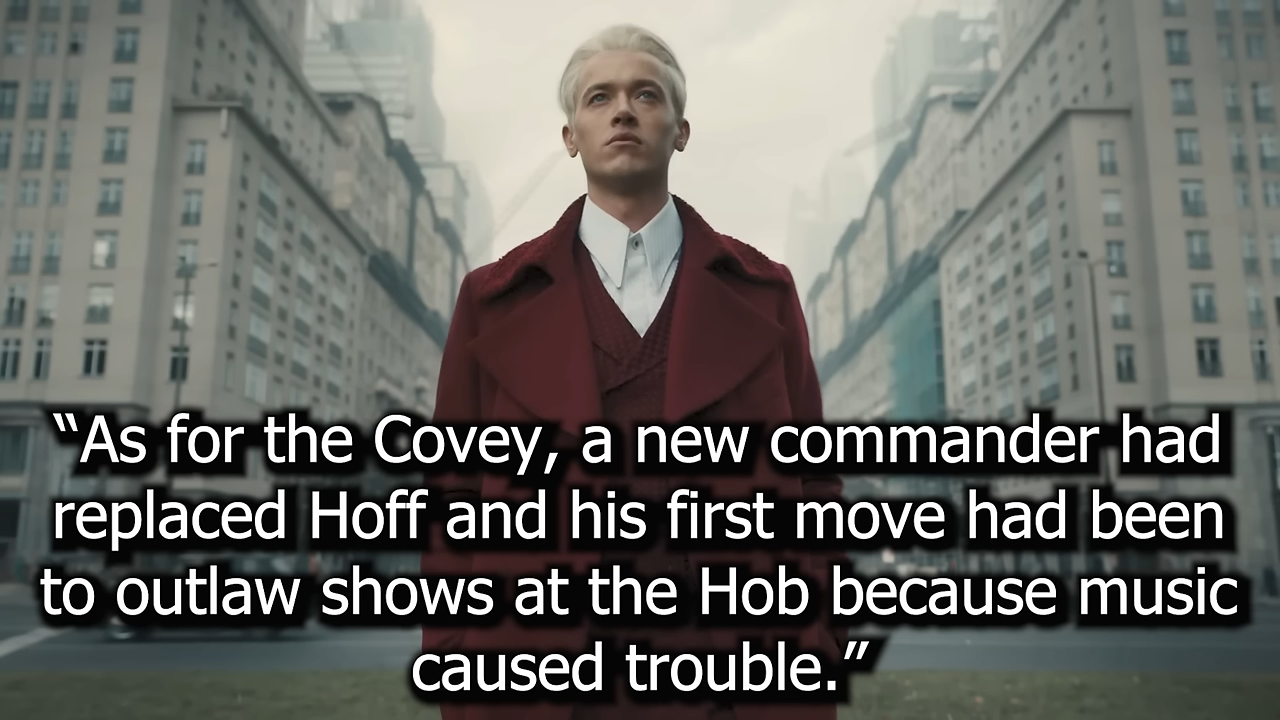 “As for the Covey, a new commander had
replaced Hoff and his first move had been
to outlaw shows at the Hob because music
caused trouble.”